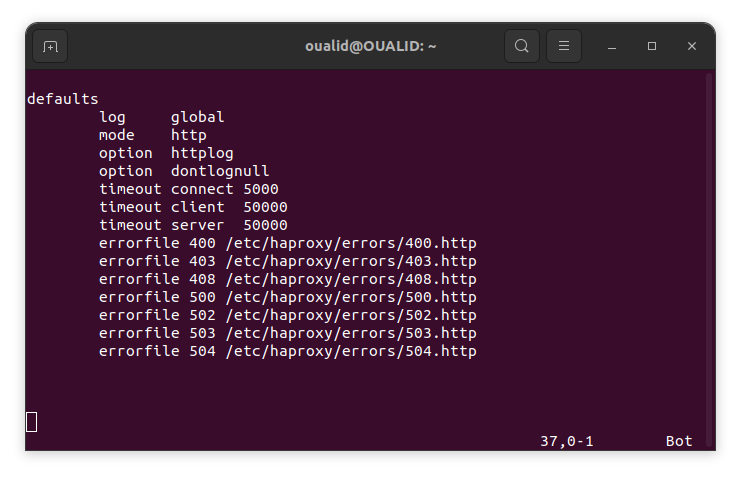 oualid@OUALID: ~
defaults
        log     global
        mode    http
        option  httplog
        option  dontlognull
        timeout connect 5000
        timeout client  50000
        timeout server  50000
        errorfile 400 /etc/haproxy/errors/400.http
        errorfile 403 /etc/haproxy/errors/403.http
        errorfile 408 /etc/haproxy/errors/408.http
        errorfile 500 /etc/haproxy/errors/500.http
        errorfile 502 /etc/haproxy/errors/502.http
        errorfile 503 /etc/haproxy/errors/503.http
        errorfile 504 /etc/haproxy/errors/504.http
37,0-1        Bot